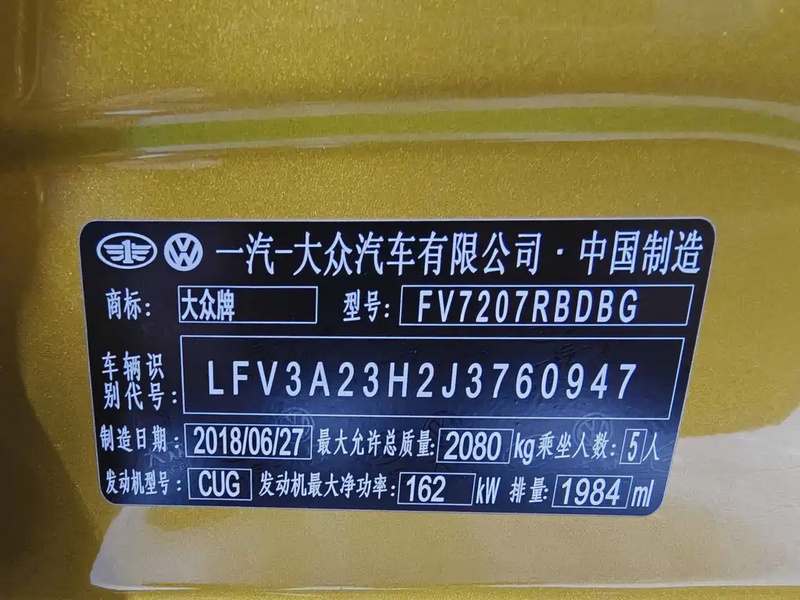 一汽-大众汽车有限公司·中国制造
商标: 大众牌 型号: FV7207RBDBG
车辆识别代号: LFV3A23H2J3760947
制造日期: 2018/06/27 最大允许总质量: 2080 kg 乘坐人数: 5人
发动机型号: CUG 发动机最大净功率: 162 kW 排量: 1984 ml